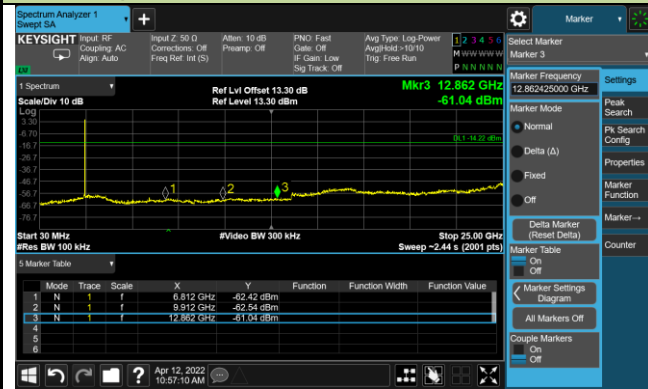 Spectrum Analyzer 1
Swept SA
+
Marker
KEYSIGHT
Input: RF
Coupling: AC
Align: Auto
Input Z: 50 Ω
Corrections: Off
Freq Ref: Int (S)
Atten: 10 dB
Preamp: Off
PNO: Fast
Gate: Off
IF Gain: Low
Sig Track: Off
Avg Type: Log-Power
Avg|Hold:>10/10
Trig: Free Run
1 2 3 4 5 6
M W W W W W
P N N N N N
Select Marker
Marker 3
Marker Frequency
12.862425000 GHz
Marker Mode
Normal
Delta (Δ)
Fixed
Off
Delta Marker
(Reset Delta)
Marker Table
On
Off
Marker Settings
Diagram
All Markers Off
Couple Markers
On
Off
Settings
Peak
Search
Pk Search
Config
Properties
Marker
Function
Marker→
Counter
1 Spectrum
Scale/Div 10 dB
Log
Ref Lvl Offset 13.30 dB
Ref Level 13.30 dBm
Mkr3 12.862 GHz
-61.04 dBm
3.30
-6.70
-16.7
-26.7
-36.7
-46.7
-56.7
-66.7
-76.7
DL1 -14.22 dBm
1
2
3
Start 30 MHz
#Res BW 100 kHz
#Video BW 300 kHz
Stop 25.00 GHz
Sweep ~2.44 s (2001 pts)
5 Marker Table
Mode Trace Scale X Y Function Function Width Function Value
1 N 1 f 6.812 GHz -62.42 dBm
2 N 1 f 9.912 GHz -62.54 dBm
3 N 1 f 12.862 GHz -61.04 dBm
4
5
6
?
Apr 12, 2022
10:57:10 AM